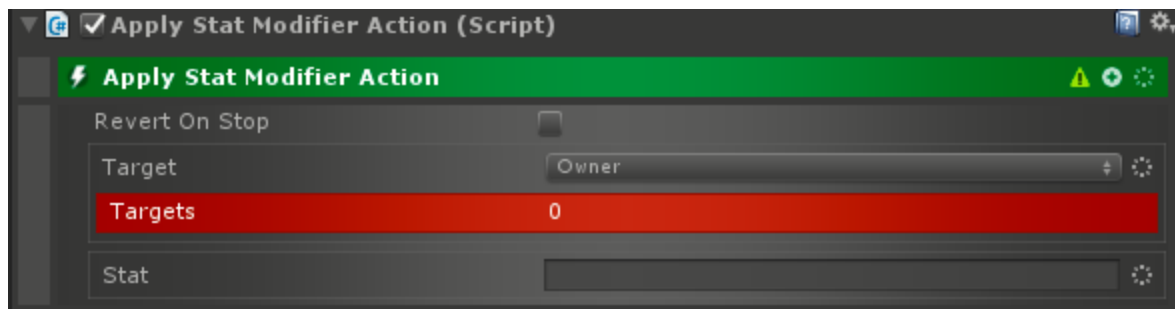 Apply Stat Modifier Action (Script)
Apply Stat Modifier Action
Revert On Stop
Target Owner
Targets 0
Stat